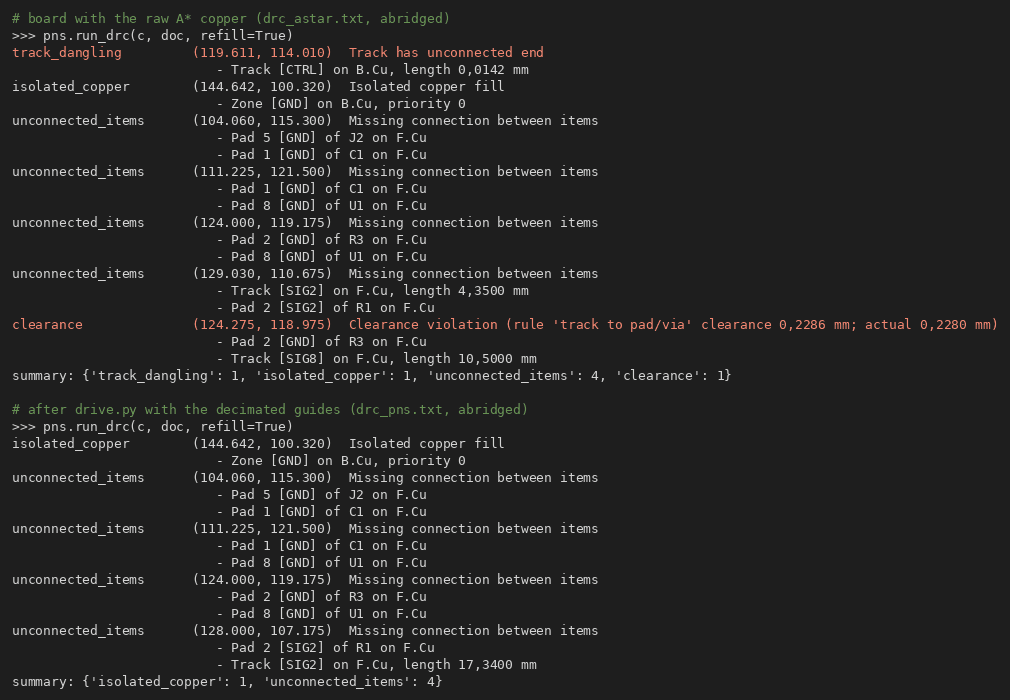 # board with the raw A* copper (drc_astar.txt, abridged)
>>> pns.run_drc(c, doc, refill=True)
track_dangling         (119.611, 114.010)  Track has unconnected end
                          - Track [CTRL] on B.Cu, length 0,0142 mm
isolated_copper        (144.642, 100.320)  Isolated copper fill
                          - Zone [GND] on B.Cu, priority 0
unconnected_items      (104.060, 115.300)  Missing connection between items
                          - Pad 5 [GND] of J2 on F.Cu
                          - Pad 1 [GND] of C1 on F.Cu
unconnected_items      (111.225, 121.500)  Missing connection between items
                          - Pad 1 [GND] of C1 on F.Cu
                          - Pad 8 [GND] of U1 on F.Cu
unconnected_items      (124.000, 119.175)  Missing connection between items
                          - Pad 2 [GND] of R3 on F.Cu
                          - Pad 8 [GND] of U1 on F.Cu
unconnected_items      (129.030, 110.675)  Missing connection between items
                          - Track [SIG2] on F.Cu, length 4,3500 mm
                          - Pad 2 [SIG2] of R1 on F.Cu
clearance              (124.275, 118.975)  Clearance violation (rule 'track to pad/via' clearance 0,2286 mm; actual 0,2280 mm)
                          - Pad 2 [GND] of R3 on F.Cu
                          - Track [SIG8] on F.Cu, length 10,5000 mm
summary: {'track_dangling': 1, 'isolated_copper': 1, 'unconnected_items': 4, 'clearance': 1}

# after drive.py with the decimated guides (drc_pns.txt, abridged)
>>> pns.run_drc(c, doc, refill=True)
isolated_copper        (144.642, 100.320)  Isolated copper fill
                          - Zone [GND] on B.Cu, priority 0
unconnected_items      (104.060, 115.300)  Missing connection between items
                          - Pad 5 [GND] of J2 on F.Cu
                          - Pad 1 [GND] of C1 on F.Cu
unconnected_items      (111.225, 121.500)  Missing connection between items
                          - Pad 1 [GND] of C1 on F.Cu
                          - Pad 8 [GND] of U1 on F.Cu
unconnected_items      (124.000, 119.175)  Missing connection between items
                          - Pad 2 [GND] of R3 on F.Cu
                          - Pad 8 [GND] of U1 on F.Cu
unconnected_items      (128.000, 107.175)  Missing connection between items
                          - Pad 2 [SIG2] of R1 on F.Cu
                          - Track [SIG2] on F.Cu, length 17,3400 mm
summary: {'isolated_copper': 1, 'unconnected_items': 4}